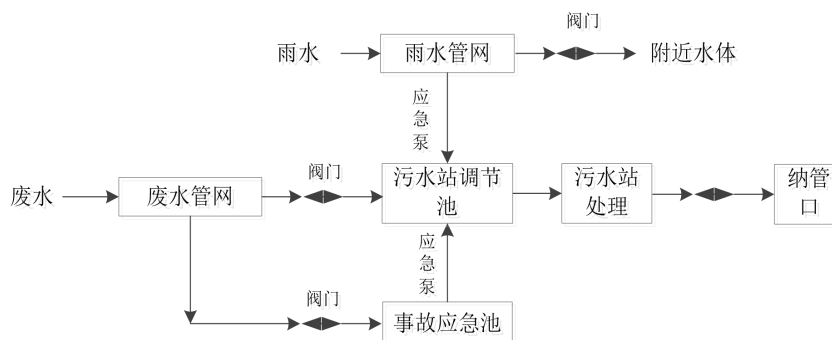 阀门
雨水
雨水管网
附近水体
应
急
泵
阀门
废水
废水管网
污水站调节
池
污水站
处理
纳管
口
应
急
泵
阀门
事故应急池